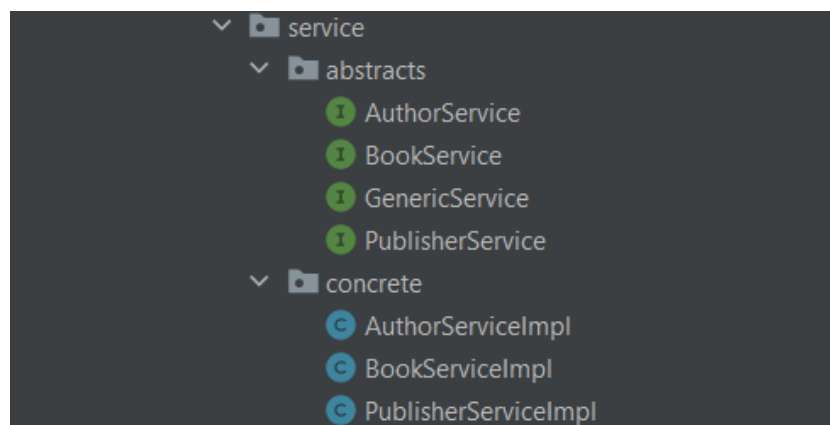 service
abstracts
I AuthorService
I BookService
I GenericService
I PublisherService
concrete
C AuthorServiceImpl
C BookServiceImpl
C PublisherServiceImpl